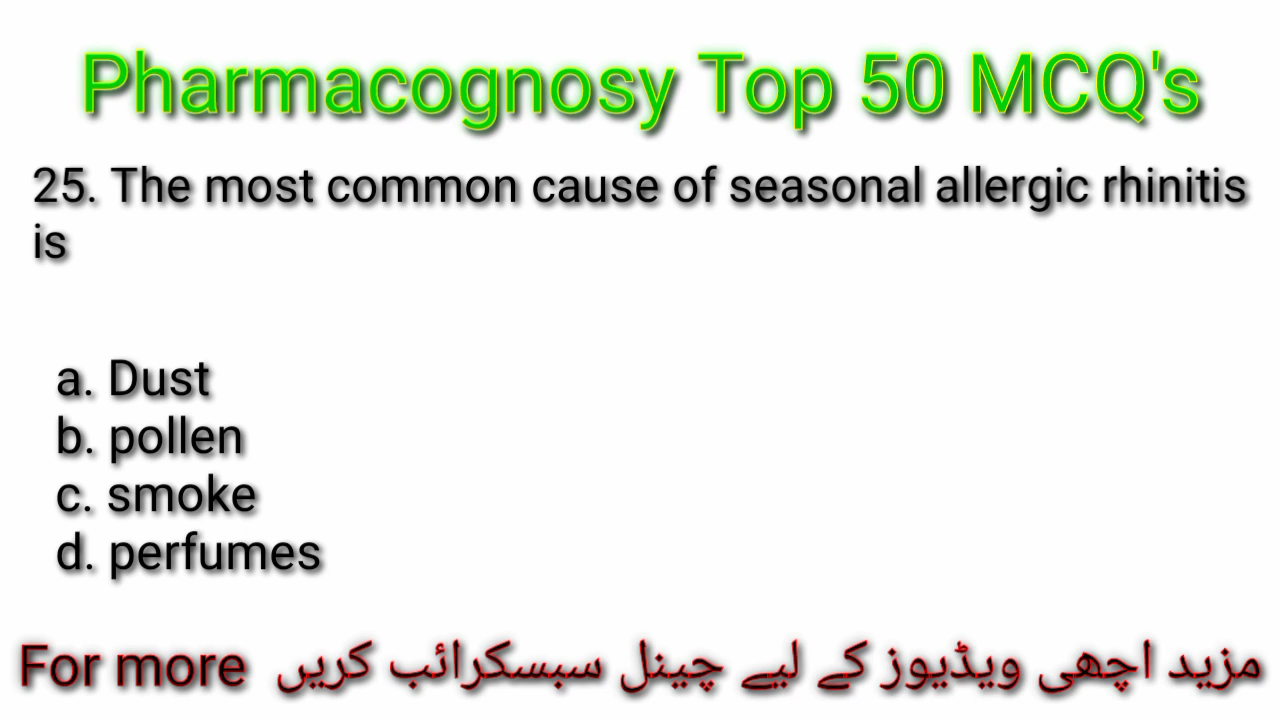 Pharmacognosy Top 50 MCQ's
25. The most common cause of seasonal allergic rhinitis
is
a. Dust
b. pollen
c. smoke
d. perfumes
For more مزید اچھی ویڈیوز کے لیے چینل سبسکرائب کریں